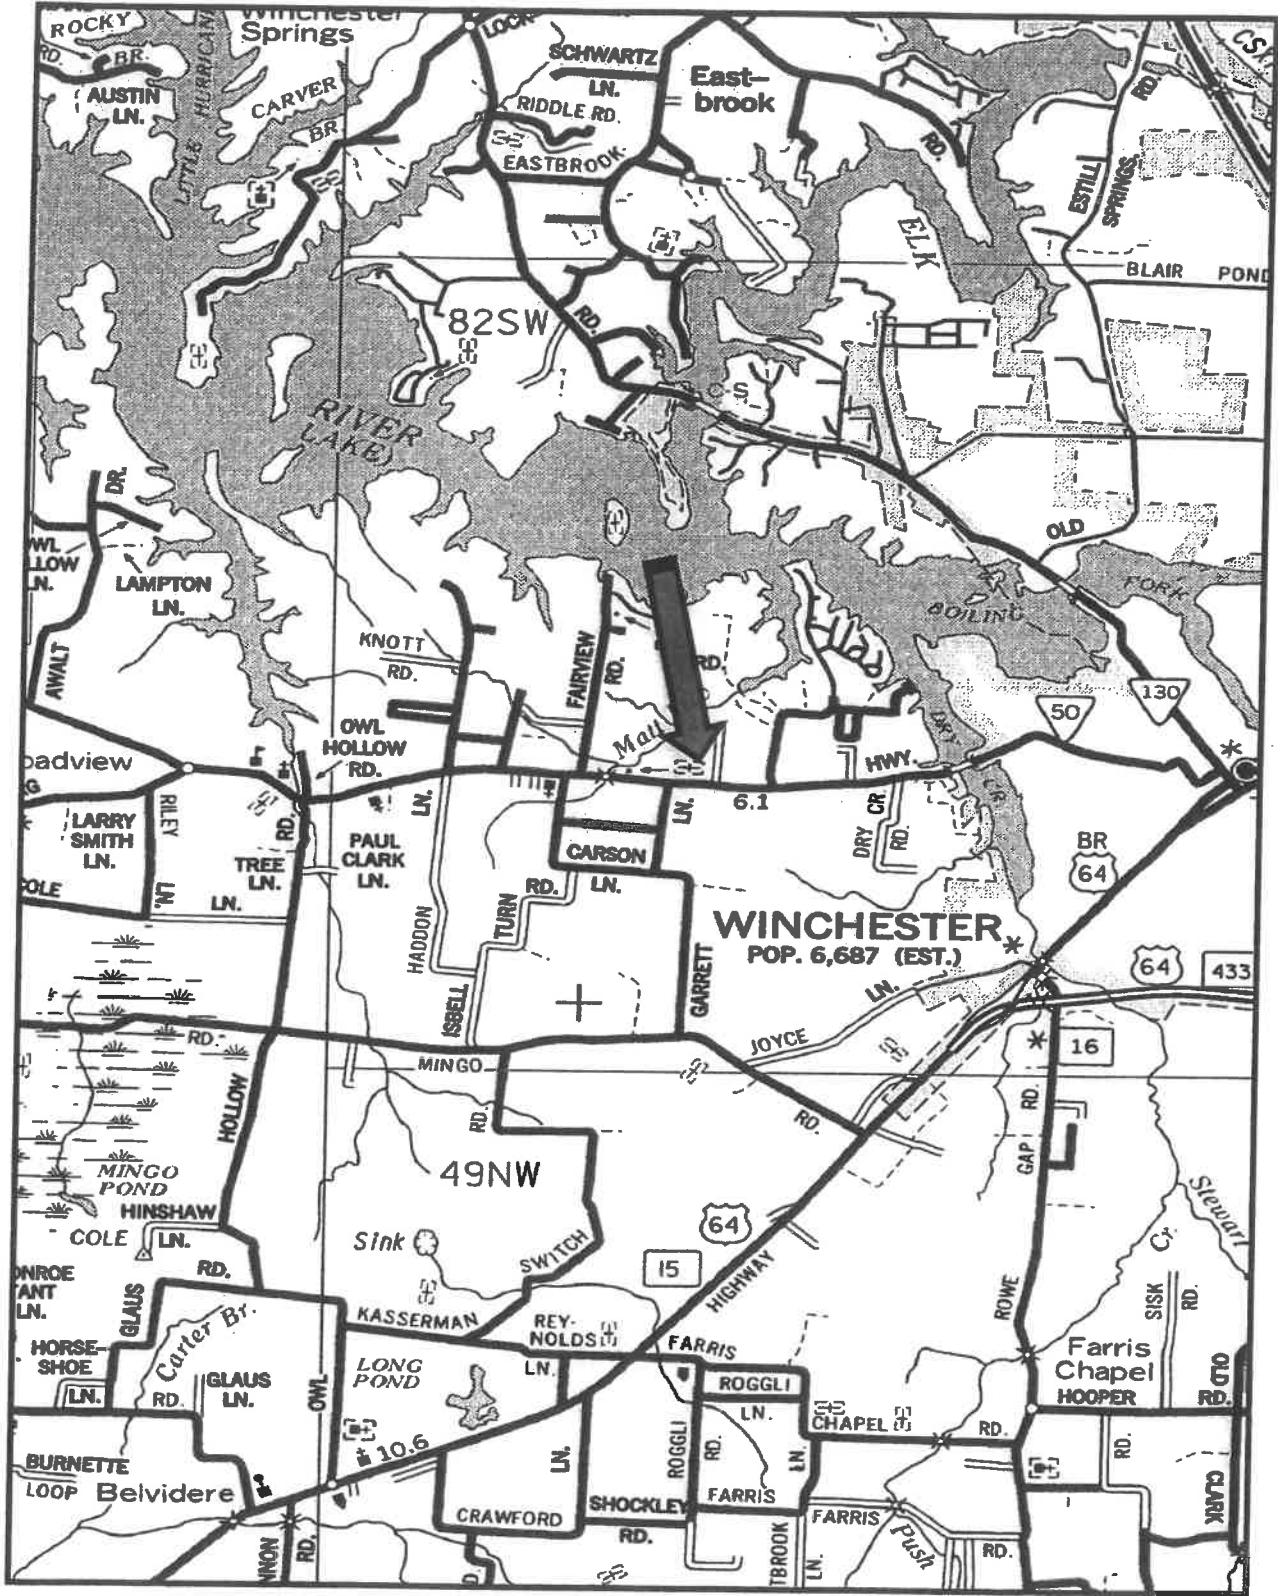 ROCKY
Winchester
Springs
LOCK
RD.
BR.
AUSTIN
LN.
LITTLE HURRICANE
CARVER
BR
SCHWARTZ
LN.
RIDDLE RD.
EASTBROOK
East-
brook
RD.
ESTILL
SPRINGS
RD.
ELK
BLAIR POND
82SW
RD.
S.
RIVER
LAKE)
DR.
OLD
FORK
BOILING
LAMPTON
LN.
LN.
AWALT
KNOTT
RD.
FAIRVIEW
RD.
RD.
130
50
OWL
HOLLOW
RD.
Matt
DRY
CR.
HWY.
6.1
RILEY
LN.
LARRY
SMITH
LN.
RD.
PAUL
CLARK
LN.
TREE
LN.
LN.
LN.
LN.
CARSON
LN.
DRY CR.
RD.
BR
64
COLE
HADDON
TURN
RD.
ISBELL
GARRETT
WINCHESTER
POP. 6,687 (EST.)
LN.
JOYCE
64
433
16
RD.
MINGO
RD.
RD.
HOLLOW
GAP
RD.
MINGO
POND
49NW
COLE
HINSHAW
LN.
RD.
Sink
SWITCH
64
15
HIGHWAY
Stewart
Cr.
ROWE
SISK
RD.
LN.
GLAUS
Carter Br.
KASSERMAN
REY-
NOLDS
LN.
FARRIS
Farris
Chapel
HOOPER
OLD
RD.
HORSE-
SHOE
LN.
RD.
GLAUS
LN.
OWL
LONG
POND
ROGGLI
LN.
CHAPEL
RD.
10.6
LN.
ROGGLI
RD.
LN.
RD.
CLARK
BURNETTE
LOOP
Belvidere
CRAWFORD
SHOCKLEY
RD.
FARRIS
FARRIS
RD.
Push
RD.
LN.